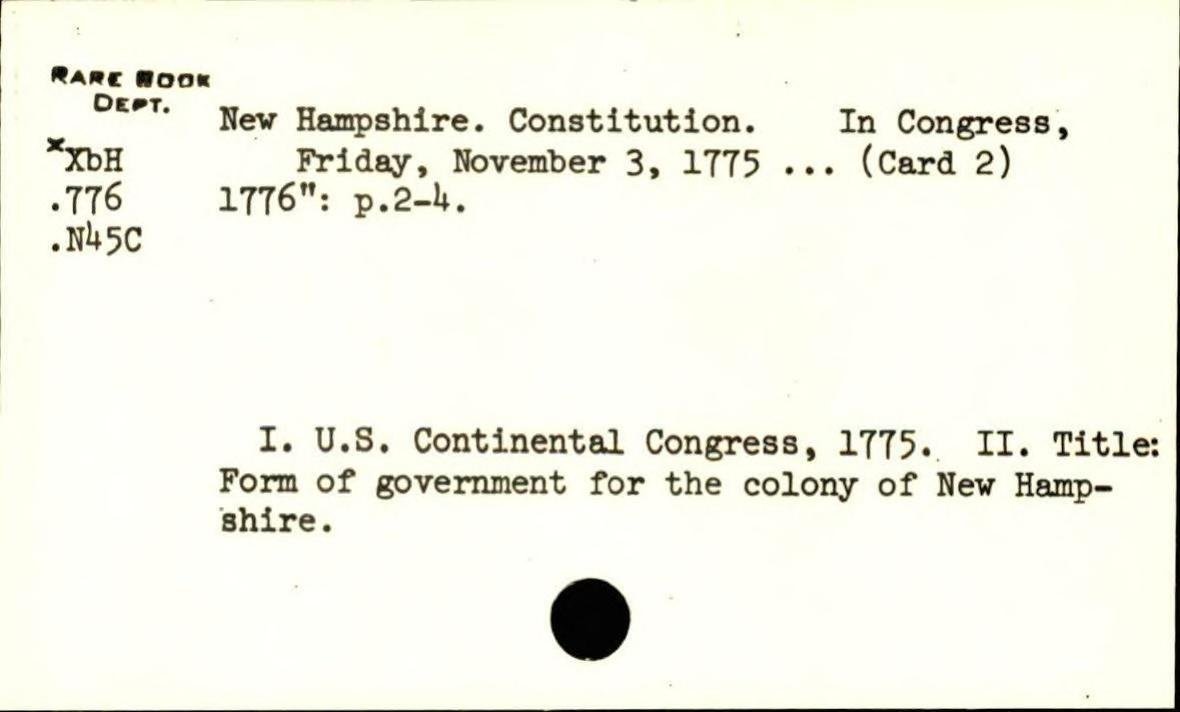 RARE BOOK
DEPT.
New Hampshire. Constitution. In Congress,
*XbH Friday, November 3, 1775 ... (Card 2)
.776 1776": p.2-4.
.N45C
I. U.S. Continental Congress, 1775. II. Title:
Form of government for the colony of New Hamp-
shire.